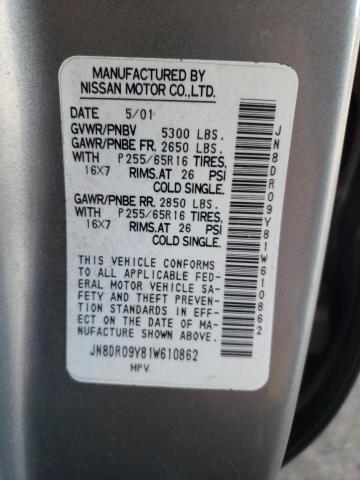 MANUFACTURED BY
NISSAN MOTOR CO.,LTD.
DATE 5/01
GVWR/PNBV 5300 LBS.
GAWR/PNBE FR. 2650 LBS.
WITH P255/65R16 TIRES,
16X7 RIMS.AT 26 PSI
COLD SINGLE.
GAWR/PNBE RR. 2850 LBS.
WITH P255/65R16 TIRES,
16X7 RIMS.AT 26 PSI
COLD SINGLE.
THIS VEHICLE CONFORMS
TO ALL APPLICABLE FED-
ERAL MOTOR VEHICLE SA-
FETY AND THEFT PREVEN-
TION STANDARDS IN EFF-
ECT ON THE DATE OF MA-
NUFACTURE SHOWN ABOVE.
JN8DR09Y81W610862
MPV
JN8DR09Y81W610862